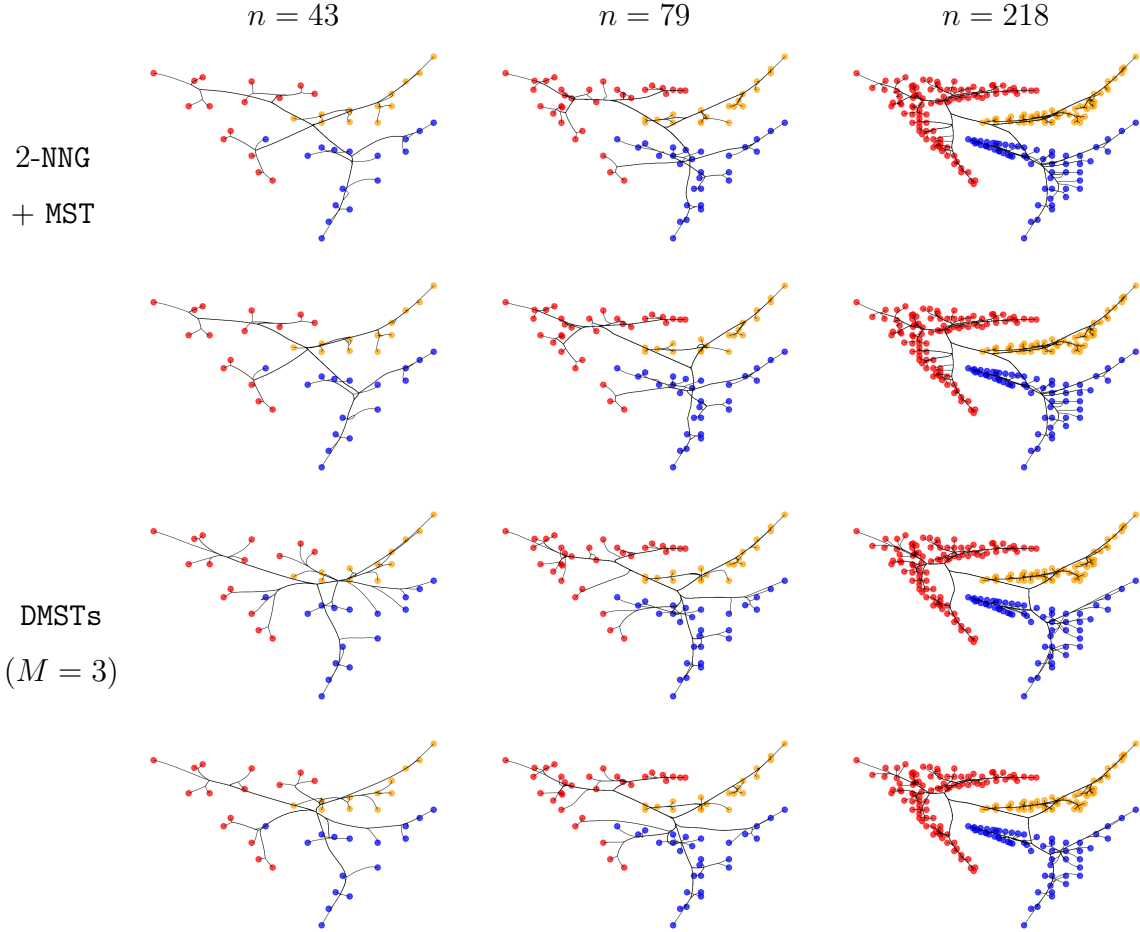 n = 43
n = 79
n = 218
2-NNG
+ MST
DMSTs
(M = 3)